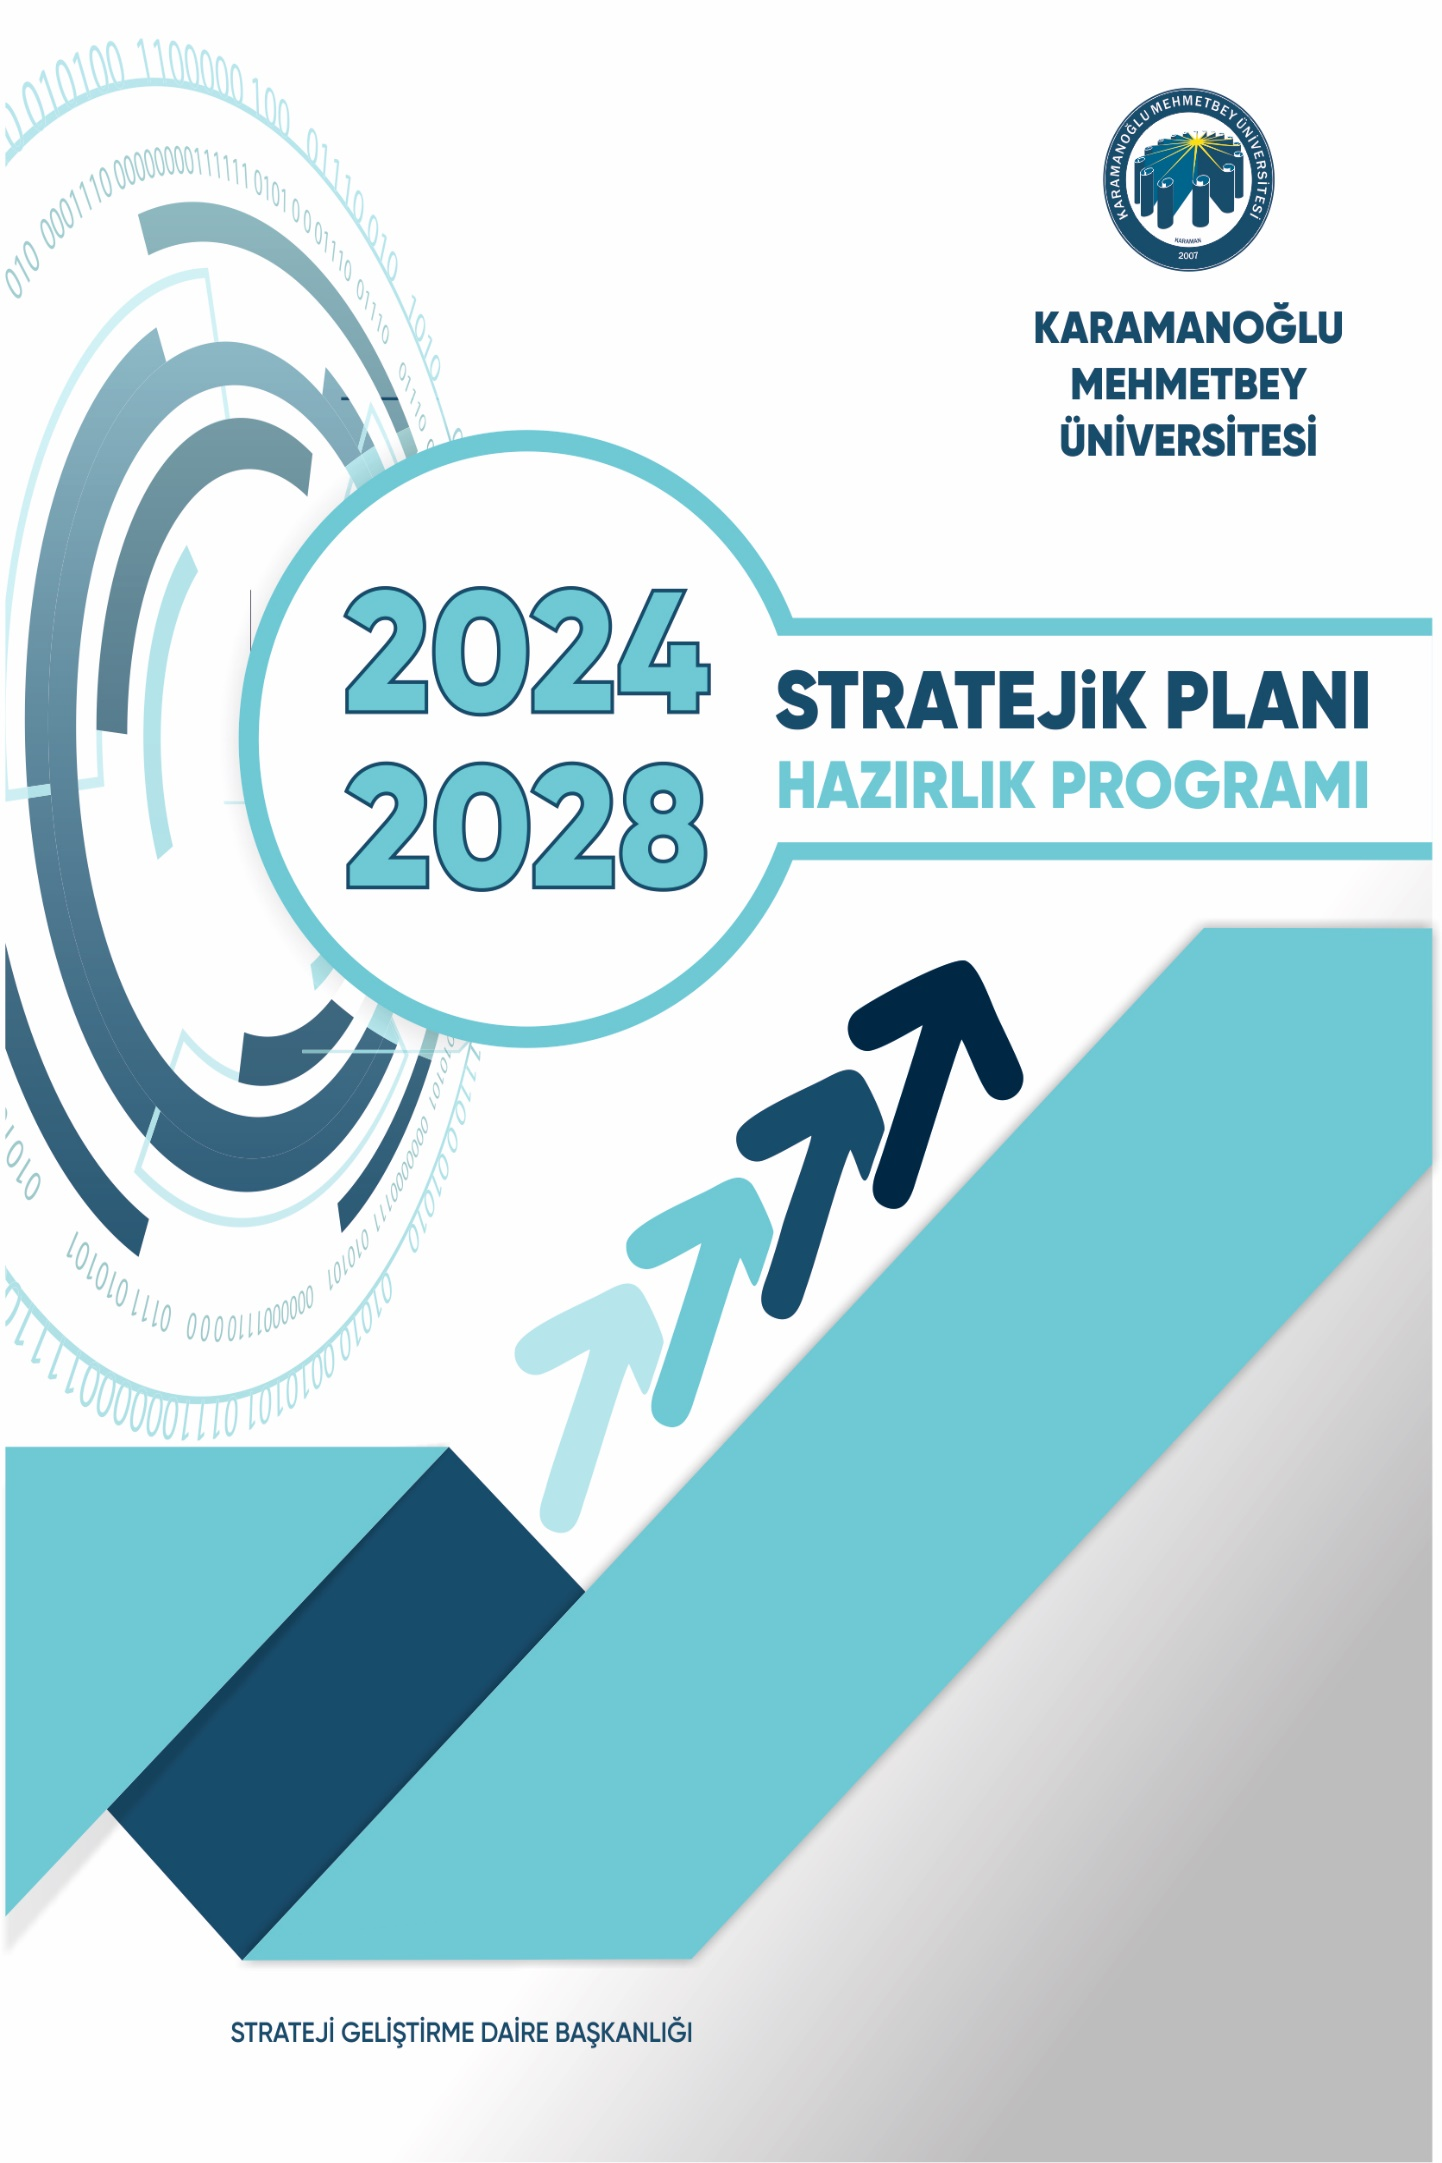 KARAMANOĞLU MEHMETBEY ÜNİVERSİTESİ
KARAMAN
2007
KARAMANOĞLU
MEHMETBEY
ÜNİVERSİTESİ
2024
2028
STRATEJiK PLANI
HAZIRLIK PROGRAMI
STRATEJİ GELİŞTİRME DAİRE BAŞKANLIĞI